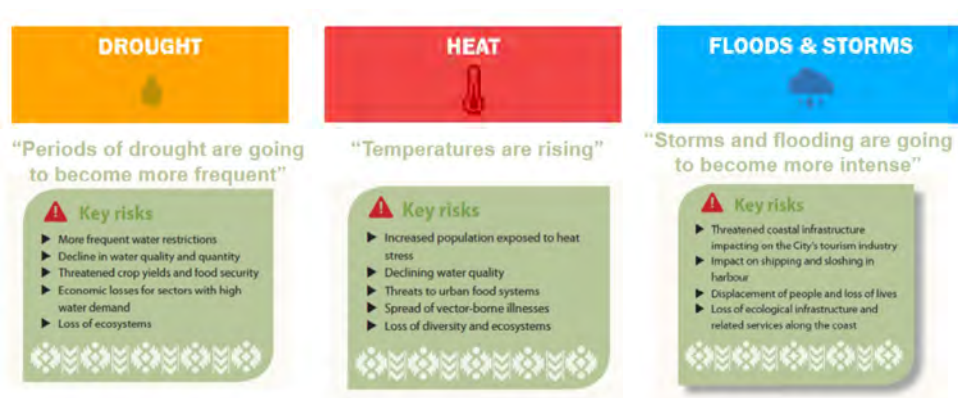 DROUGHT
“Periods of drought are going
to become more frequent”
Key risks
▶ More frequent water restrictions
▶ Decline in water quality and quantity
▶ Threatened crop yields and food security
▶ Economic losses for sectors with high
water demand
▶ Loss of ecosystems
HEAT
“Temperatures are rising”
Key risks
▶ Increased population exposed to heat
stress
▶ Declining water quality
▶ Threats to urban food systems
▶ Spread of vector-borne illnesses
▶ Loss of diversity and ecosystems
FLOODS & STORMS
“Storms and flooding are going
to become more intense”
Key risks
▶ Threatened coastal infrastructure
impacting on the City's tourism industry
▶ Impact on shipping and sloshing in
harbour
▶ Displacement of people and loss of lives
▶ Loss of ecological infrastructure and
related services along the coast